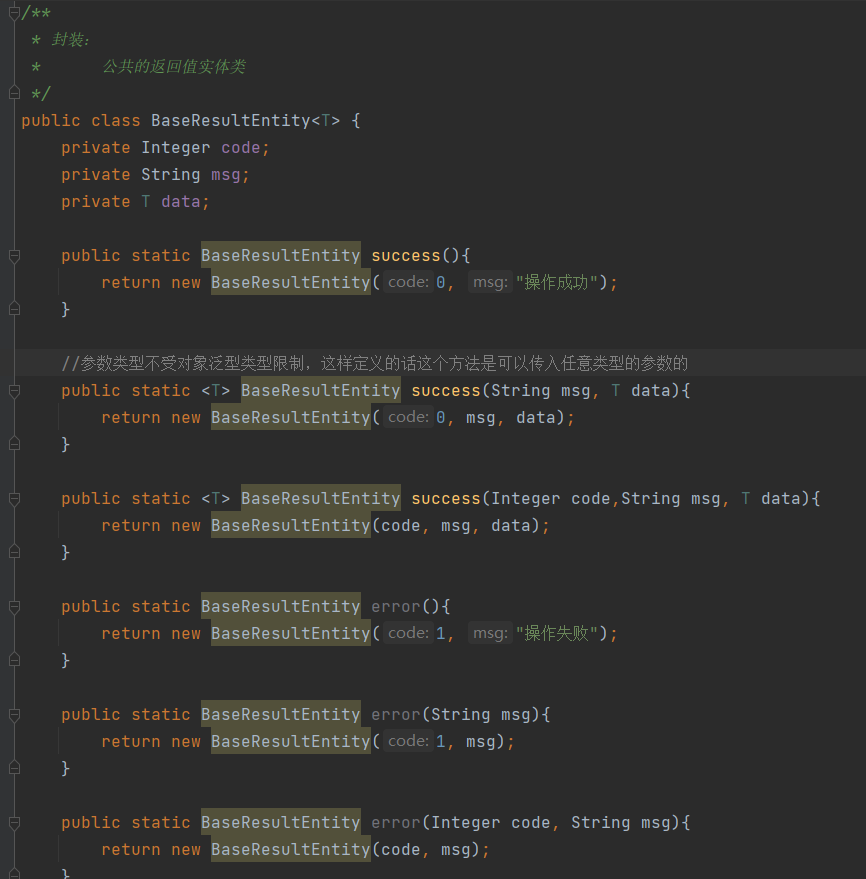 /**
 * 封装:
 *      公共的返回值实体类
 */
public class BaseResultEntity<T> {
    private Integer code;
    private String msg;
    private T data;
    public static BaseResultEntity success(){
        return new BaseResultEntity( code: 0, msg: "操作成功");
    }
    //参数类型不受对象泛型类型限制，这样定义的话这个方法是可以传入任意类型的参数的
    public static <T> BaseResultEntity success(String msg, T data){
        return new BaseResultEntity( code: 0, msg, data);
    }
    public static <T> BaseResultEntity success(Integer code,String msg, T data){
        return new BaseResultEntity(code, msg, data);
    }
    public static BaseResultEntity error(){
        return new BaseResultEntity( code: 1, msg: "操作失败");
    }
    public static BaseResultEntity error(String msg){
        return new BaseResultEntity( code: 1, msg);
    }
    public static BaseResultEntity error(Integer code, String msg){
        return new BaseResultEntity(code, msg);
    }